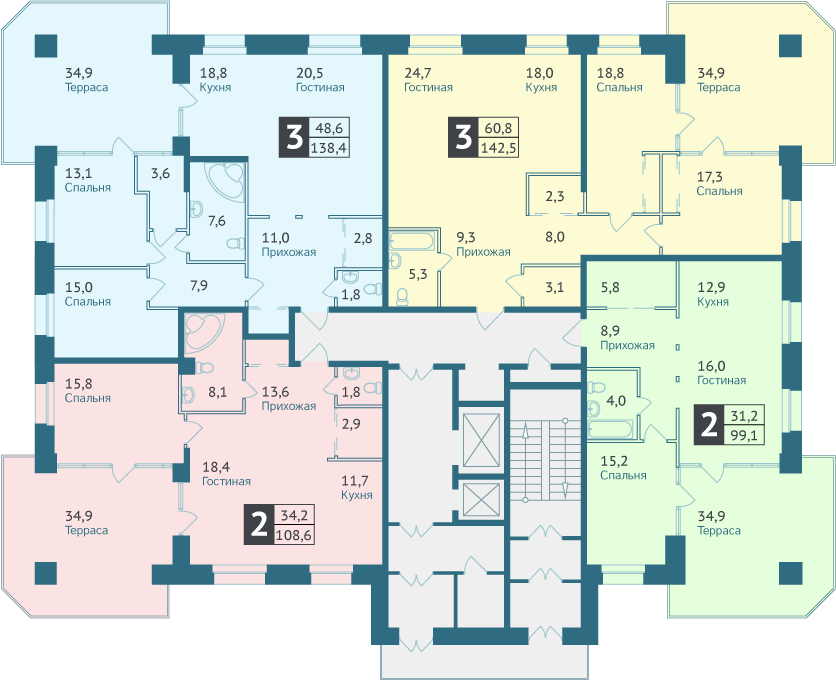 34,9
Терраса
18,8
Кухня
20,5
Гостиная
3
48,6
138,4
13,1
Спальня
3,6
7,6
11,0
Прихожая
2,8
15,0
Спальня
7,9
1,8
24,7
Гостиная
18,0
Кухня
18,8
Спальня
34,9
Терраса
3
60,8
142,5
17,3
Спальня
2,3
9,3
Прихожая
8,0
5,3
3,1
15,8
Спальня
8,1
13,6
Прихожая
1,8
2,9
18,4
Гостиная
11,7
Кухня
34,9
Терраса
2
34,2
108,6
5,8
12,9
Кухня
8,9
Прихожая
16,0
Гостиная
4,0
2
31,2
99,1
15,2
Спальня
34,9
Терраса